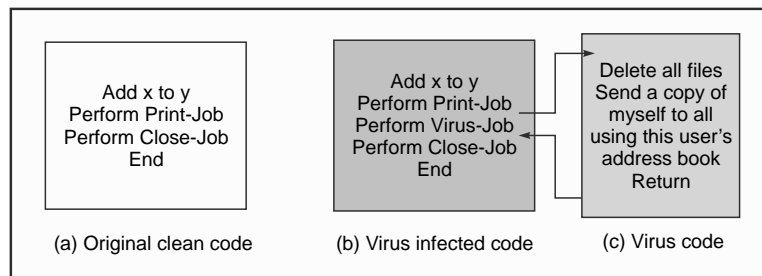 Add x to y
Perform Print-Job
Perform Close-Job
End
(a) Original clean code
Add x to y
Perform Print-Job
Perform Virus-Job
Perform Close-Job
End
(b) Virus infected code
Delete all files
Send a copy of
myself to all
using this user's
address book
Return
(c) Virus code